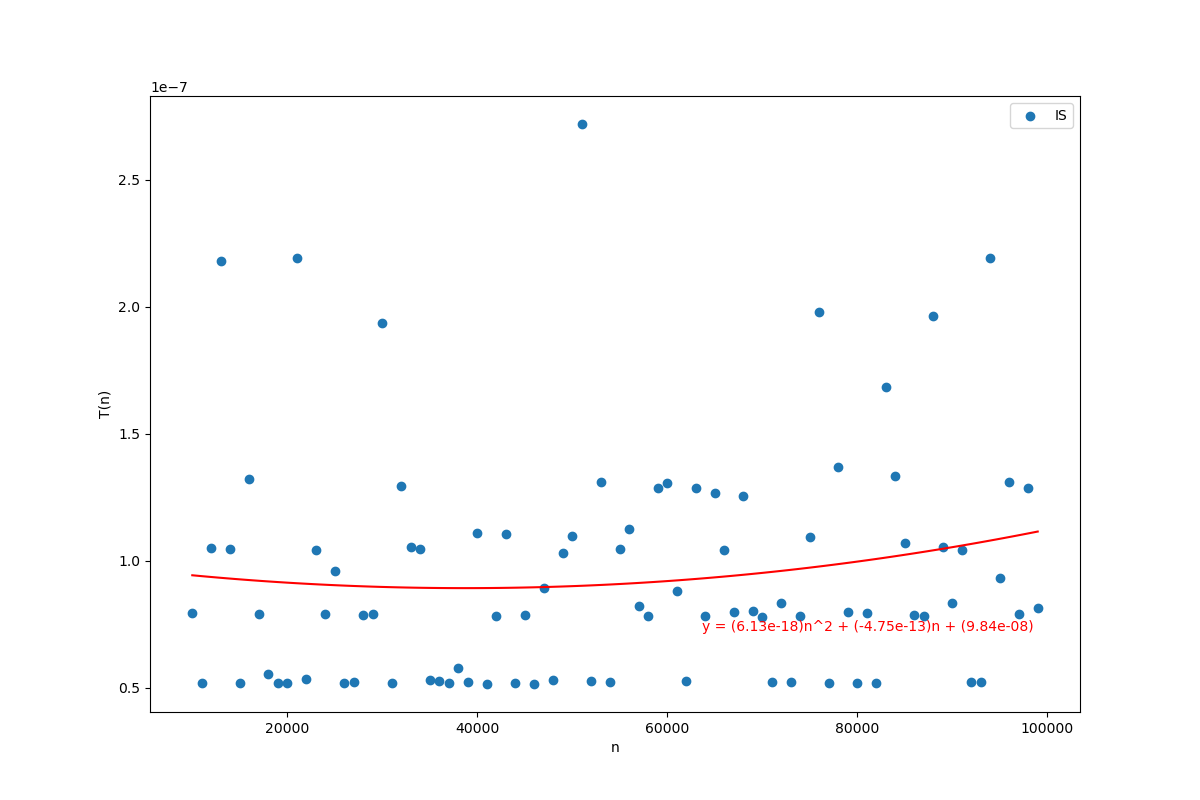 1e−7
IS
2.5
2.0
1.5
1.0
0.5
T(n)
y = (6.13e-18)n^2 + (-4.75e-13)n + (9.84e-08)
20000 40000 60000 80000 100000
n